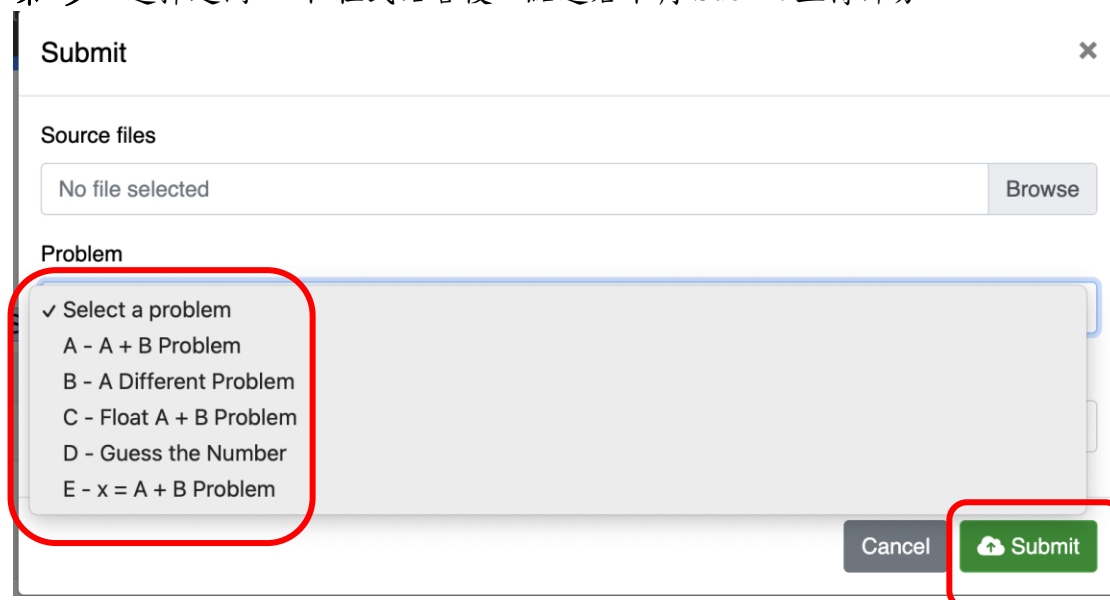 Submit
×
Source files
No file selected
Browse
Problem
✓ Select a problem
A - A + B Problem
B - A Different Problem
C - Float A + B Problem
D - Guess the Number
E - x = A + B Problem
Cancel
Submit